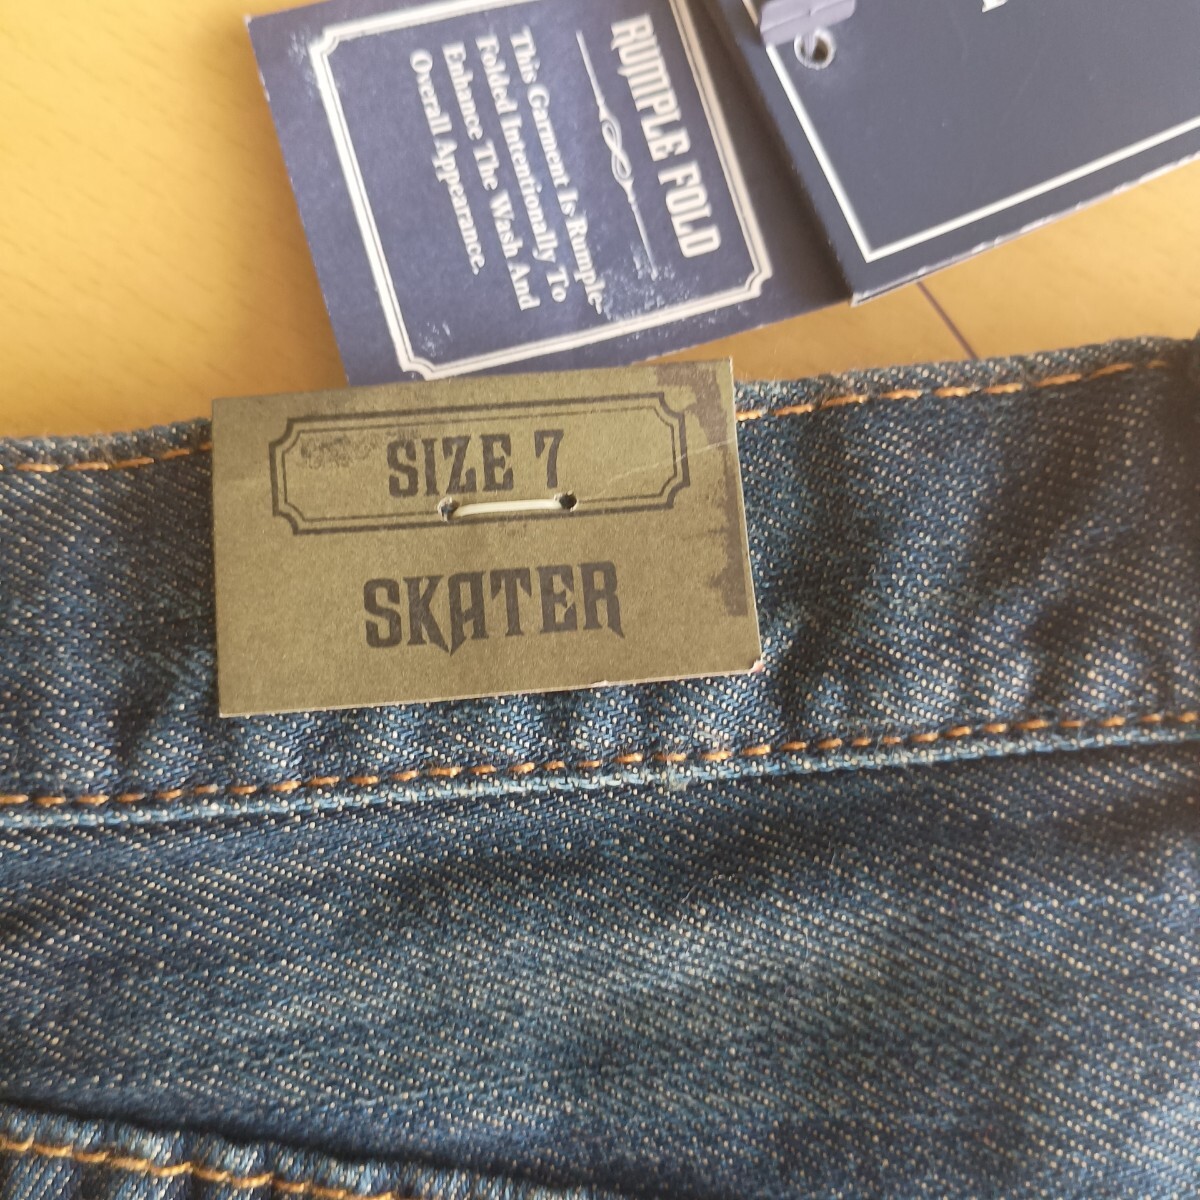 RUMPLE FOLD
This Garment Is Rumple-
Folded Intentionally To
Enhance The Wash And
Overall Appearance.
SIZE 7
SKATER